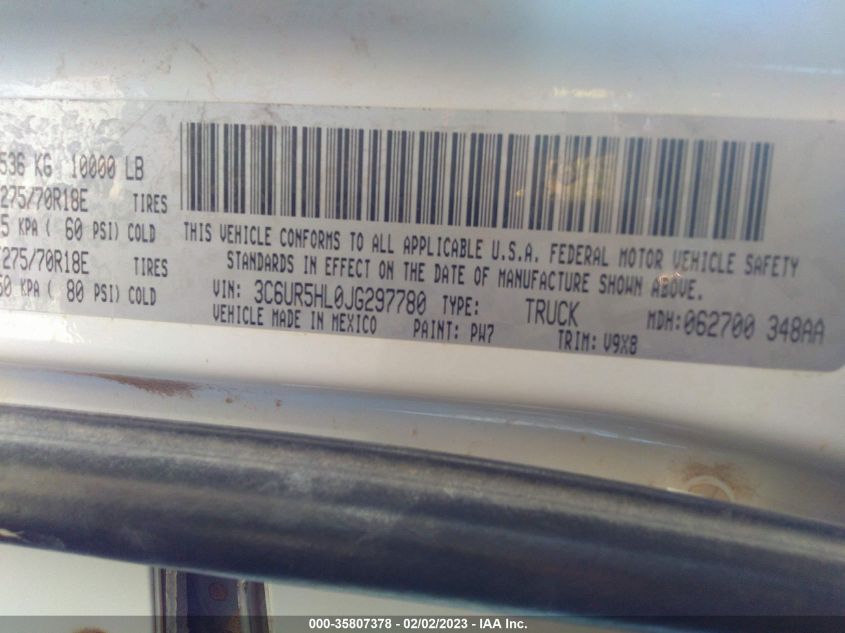 536 KG 10000 LB
275/70R18E TIRES
5 KPA ( 60 PSI) COLD
275/70R18E TIRES
60 KPA ( 80 PSI) COLD
THIS VEHICLE CONFORMS TO ALL APPLICABLE U.S.A. FEDERAL MOTOR VEHICLE SAFETY
STANDARDS IN EFFECT ON THE DATE OF MANUFACTURE SHOWN ABOVE.
VIN: 3C6UR5HL0JG297780 TYPE: TRUCK MDH:062700 348AA
VEHICLE MADE IN MEXICO PAINT: PW7 TRIM: V9X8
000-35807378 - 02/02/2023 - IAA Inc.